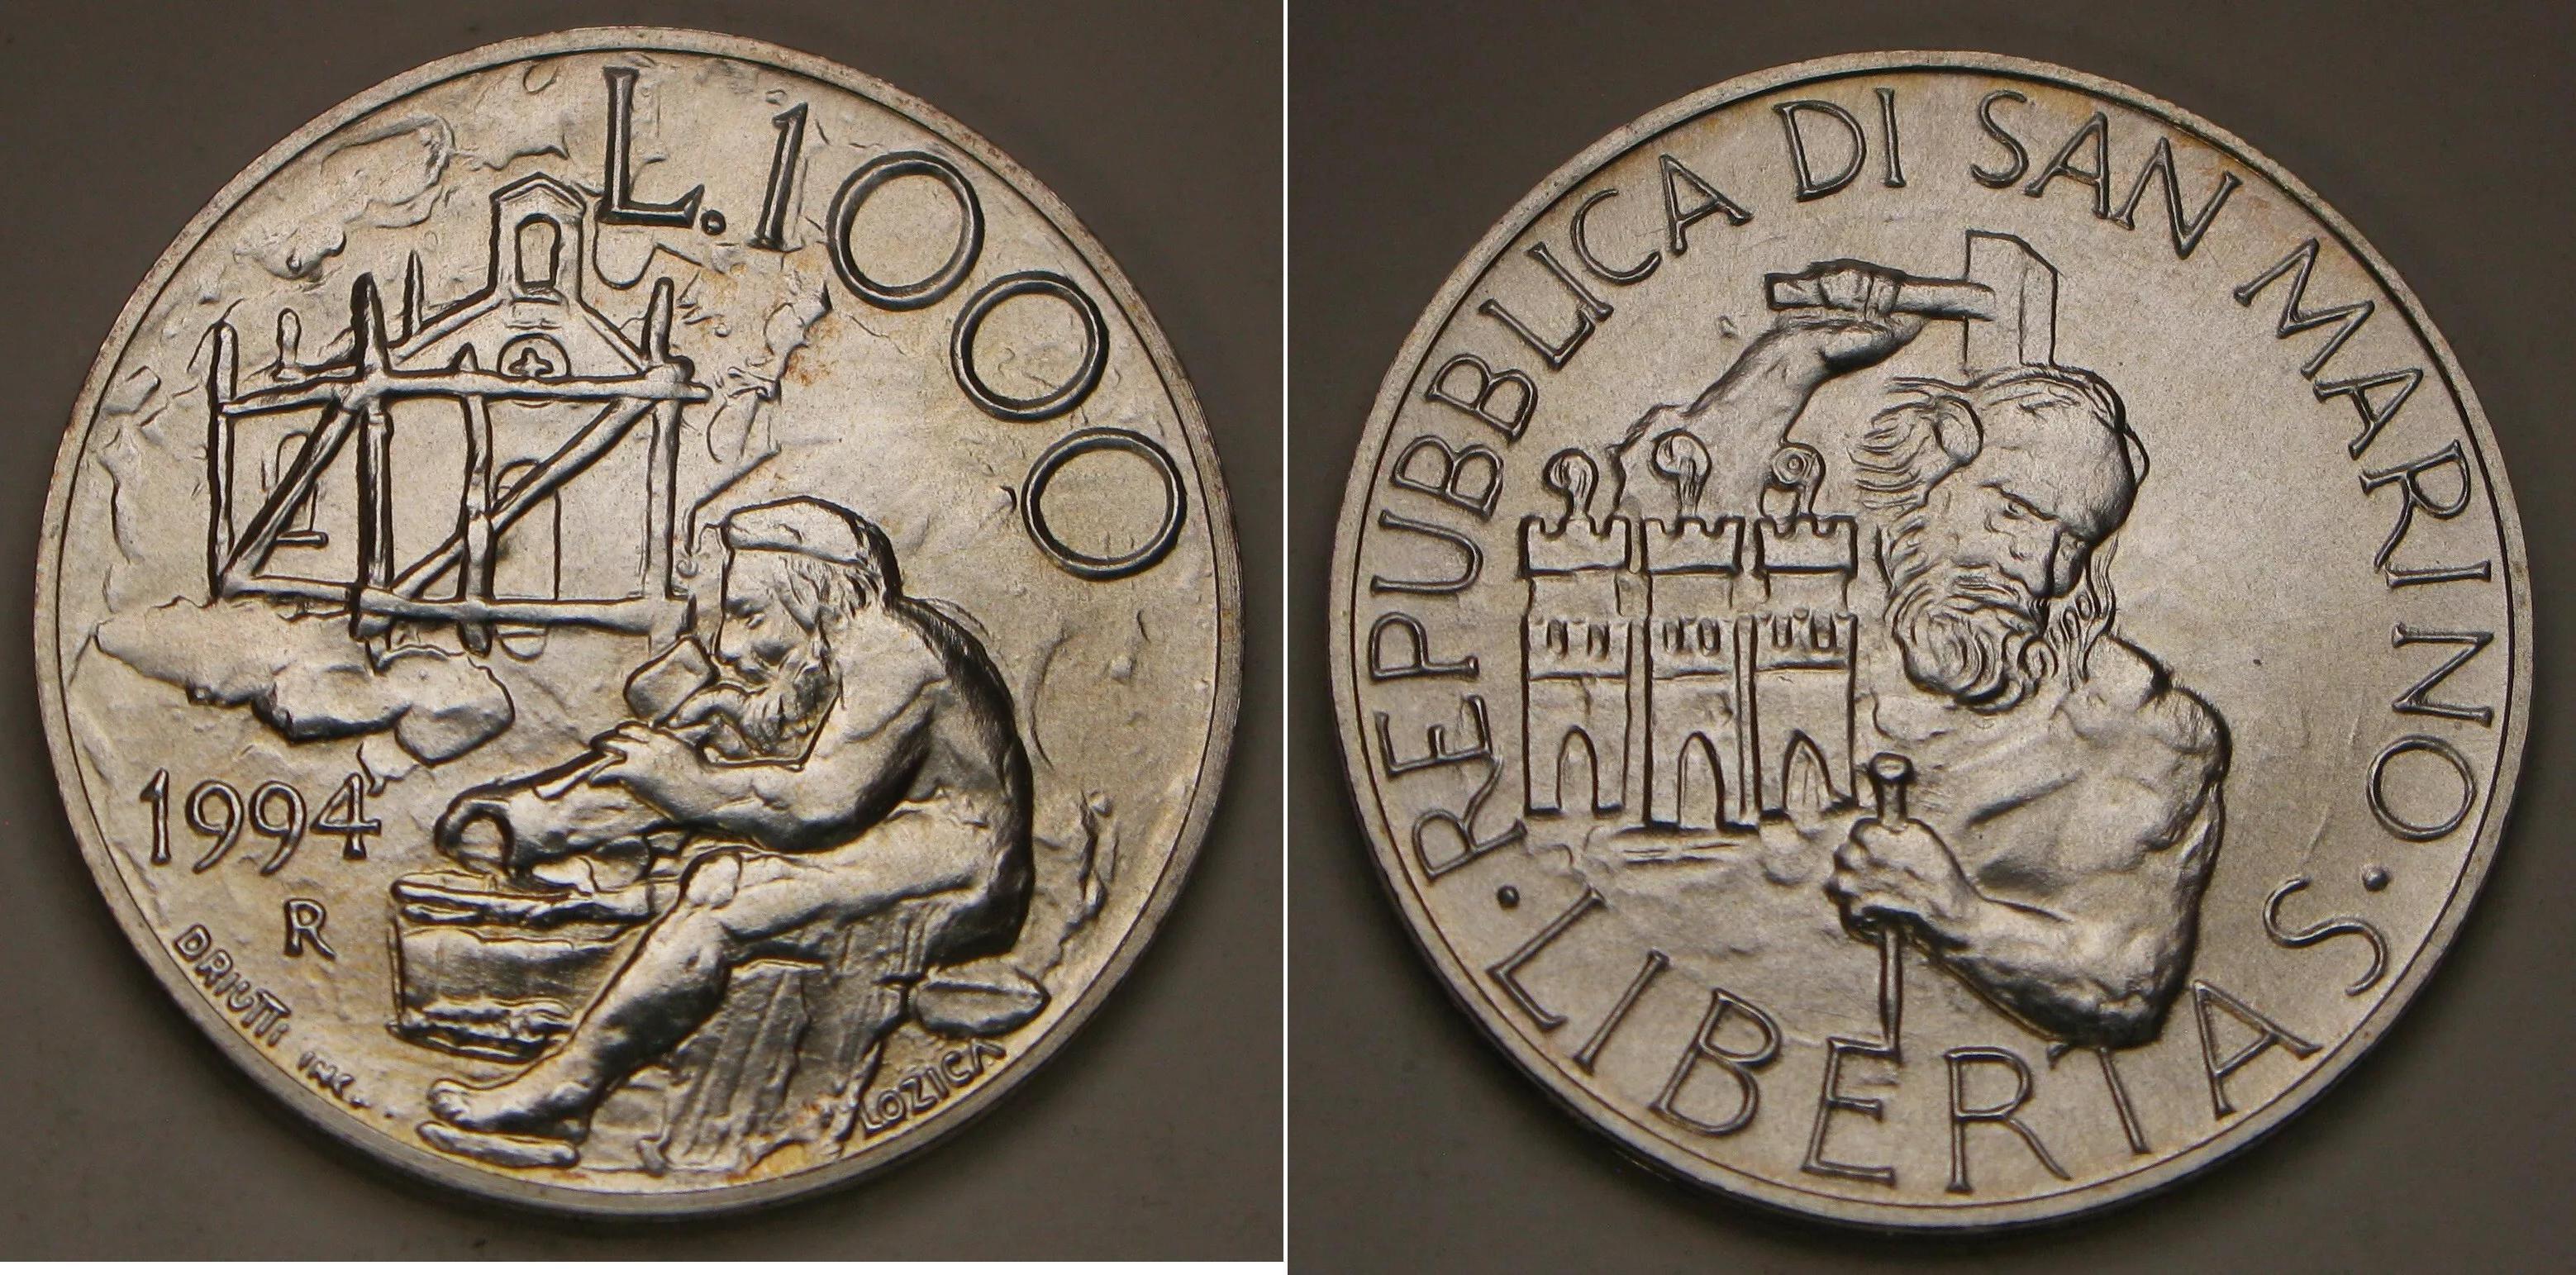 L.1000
1994
R
DRIUTTI INC.
LOZICA
·REPUBBLICA DI SAN MARINO·
LIBERTAS